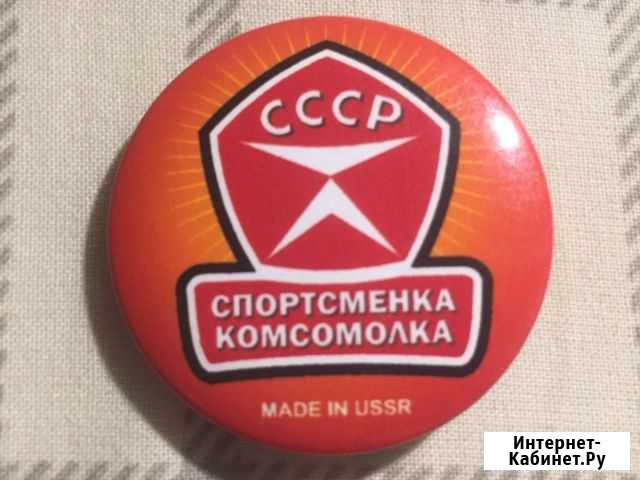 СССР
СПОРТСМЕНКА
КОМСОМОЛКА
MADE IN USSR
Интернет-
Кабинет.Ру